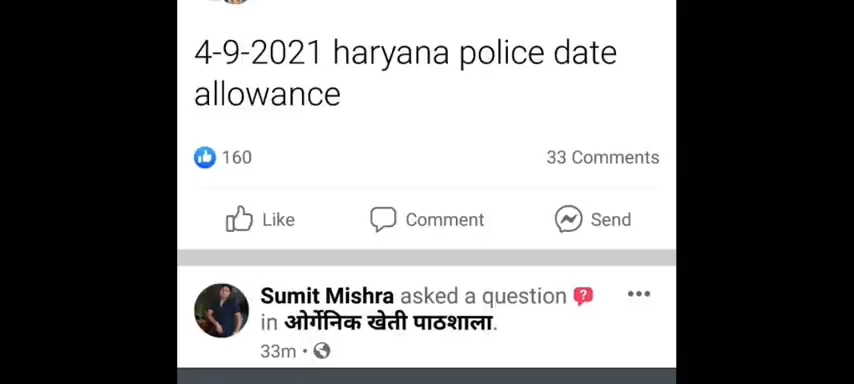 4-9-2021 haryana police date
allowance
160
33 Comments
Like
Comment
Send
Sumit Mishra asked a question
in ओर्गेनिक खेती पाठशाला.
33m